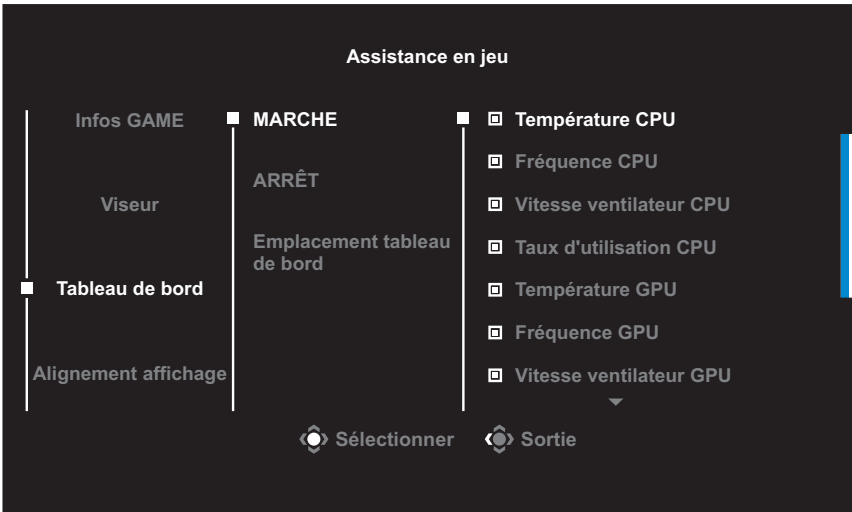 Assistance en jeu
Infos GAME
Viseur
Tableau de bord
Alignement affichage
MARCHE
ARRÊT
Emplacement tableau
de bord
Température CPU
Fréquence CPU
Vitesse ventilateur CPU
Taux d'utilisation CPU
Température GPU
Fréquence GPU
Vitesse ventilateur GPU
Sélectionner
Sortie